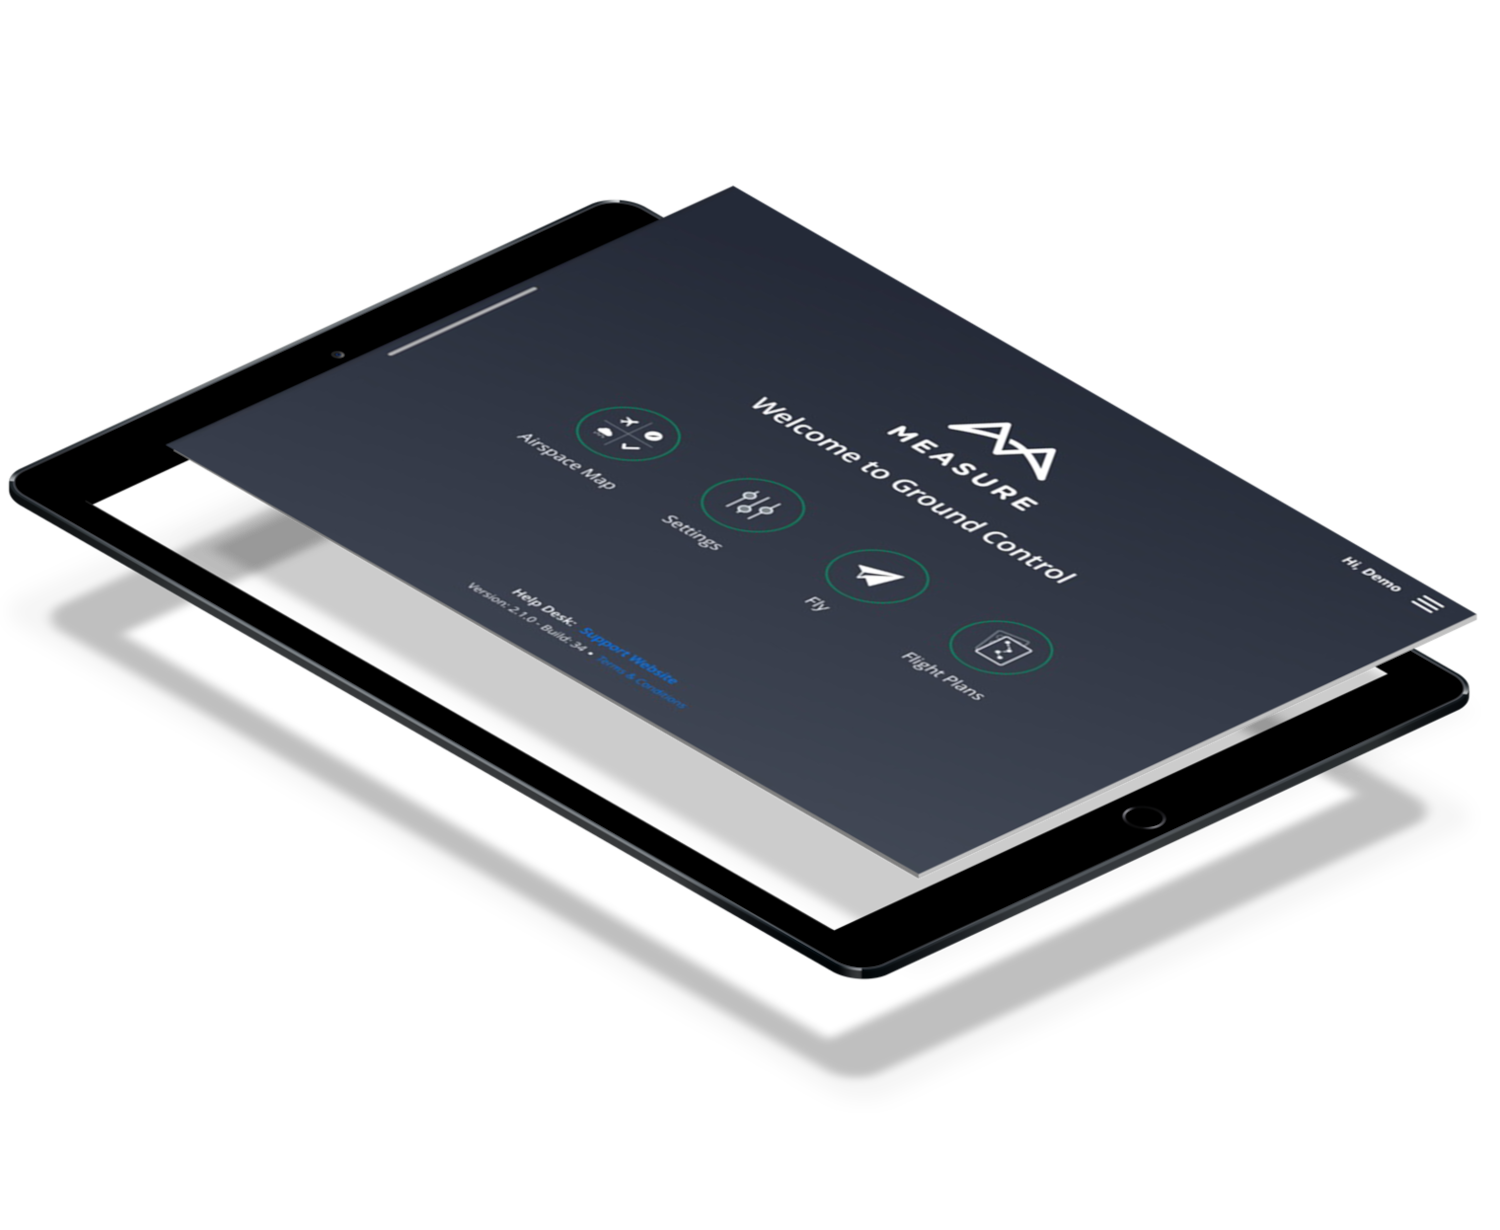 Hi, Demo
MEASURE
Welcome to Ground Control
Airspace Map
Settings
Fly
Flight Plans
Help Desk: Support Website
Version: 2.1.0 - Build: 34 • Terms & Conditions